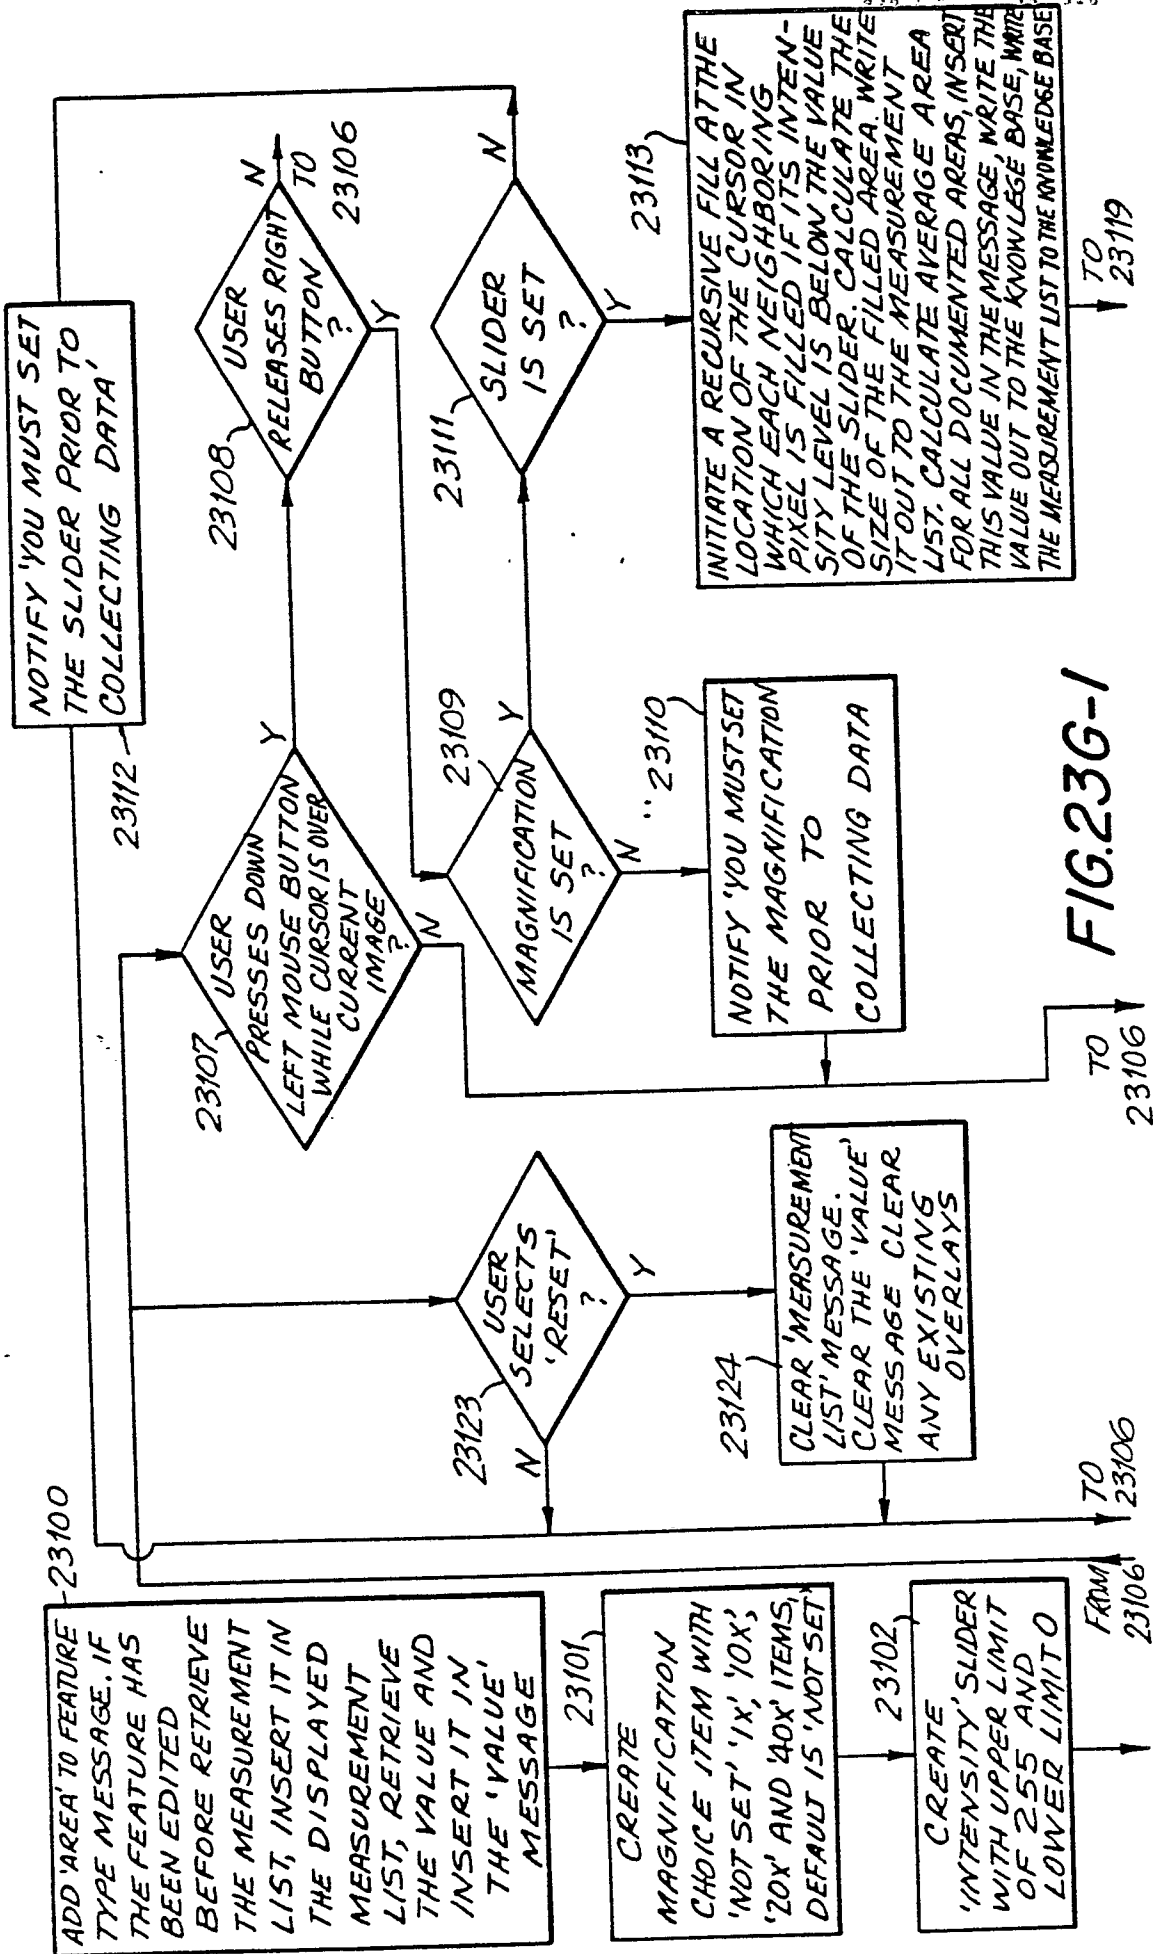 ADD 'AREA' TO FEATURE
TYPE MESSAGE. IF
THE FEATURE HAS
BEEN EDITED
BEFORE RETRIEVE
THE MEASUREMENT
LIST, INSERT IT IN
THE DISPLAYED
MEASUREMENT
LIST, RETRIEVE
THE VALUE AND
INSERT IT IN
THE 'VALUE'
MESSAGE
23100
CREATE
MAGNIFICATION
CHOICE ITEM WITH
'NOT SET' '1X', '10X',
'20X' AND '40X' ITEMS,
DEFAULT IS 'NOT SET'
23101
CREATE
'INTENSITY' SLIDER
WITH UPPER LIMIT
OF 255 AND
LOWER LIMIT O
23102
FROM
23106
TO
23106
USER
SELECTS
'RESET'
?
23123
N
Y
CLEAR 'MEASUREMENT
LIST' MESSAGE.
CLEAR THE 'VALUE'
MESSAGE CLEAR
ANY EXISTING
OVERLAYS
23124
USER
PRESSES DOWN
LEFT MOUSE BUTTON
WHILE CURSOR IS OVER
CURRENT
IMAGE
?
23107
Y
N
NOTIFY 'YOU MUST SET
THE SLIDER PRIOR TO
COLLECTING DATA'
23112
USER
RELEASES RIGHT
BUTTON
?
23108
N
TO
23106
Y
MAGNIFICATION
IS SET
?
23109
Y
N
NOTIFY 'YOU MUST SET
THE MAGNIFICATION
PRIOR TO
COLLECTING DATA
23110
TO
23106
SLIDER
IS SET
?
23111
N
Y
INITIATE A RECURSIVE FILL AT THE
LOCATION OF THE CURSOR IN
WHICH EACH NEIGHBORING
PIXEL IS FILLED IF ITS INTEN-
SITY LEVEL IS BELOW THE VALUE
OF THE SLIDER. CALCULATE THE
SIZE OF THE FILLED AREA. WRITE
IT OUT TO THE MEASUREMENT
LIST. CALCULATE AVERAGE AREA
FOR ALL DOCUMENTED AREAS, INSERT
THIS VALUE IN THE MESSAGE, WRITE THE
VALUE OUT TO THE KNOWLEGE BASE, WRITE
THE MEASUREMENT LIST TO THE KNOWLEDGE BASE
23113
TO
23119
FIG.23G-1